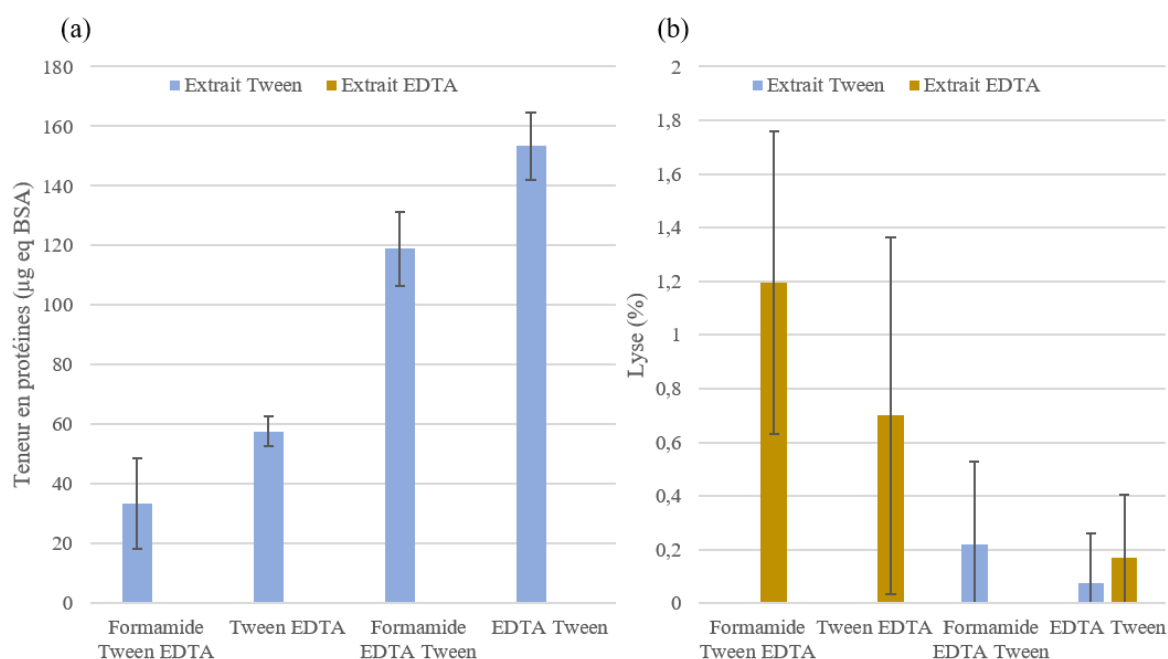 (a)
Extrait Tween
Extrait EDTA
Teneur en protéines (µg eq BSA)
180
160
140
120
100
80
60
40
20
0
Formamide
Tween EDTA
Tween EDTA
Formamide
EDTA Tween
EDTA Tween
(b)
Extrait Tween
Extrait EDTA
Lyse (%)
2
1,8
1,6
1,4
1,2
1
0,8
0,6
0,4
0,2
0
Formamide
Tween EDTA
Tween EDTA
Formamide
EDTA Tween
EDTA Tween